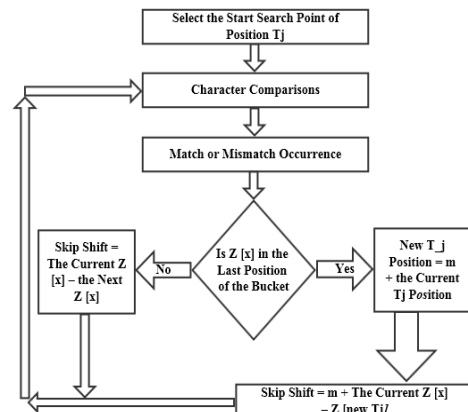 Select the Start Search Point of
Position Tj
Character Comparisons
Match or Mismatch Occurrence
Is Z [x] in the
Last Position
of the Bucket
No
Yes
Skip Shift =
The Current Z
[x] – the Next
Z [x]
New T_j
Position = m
+ the Current
Tj Position
Skip Shift = m + The Current Z [x]
– Z [new Tj]